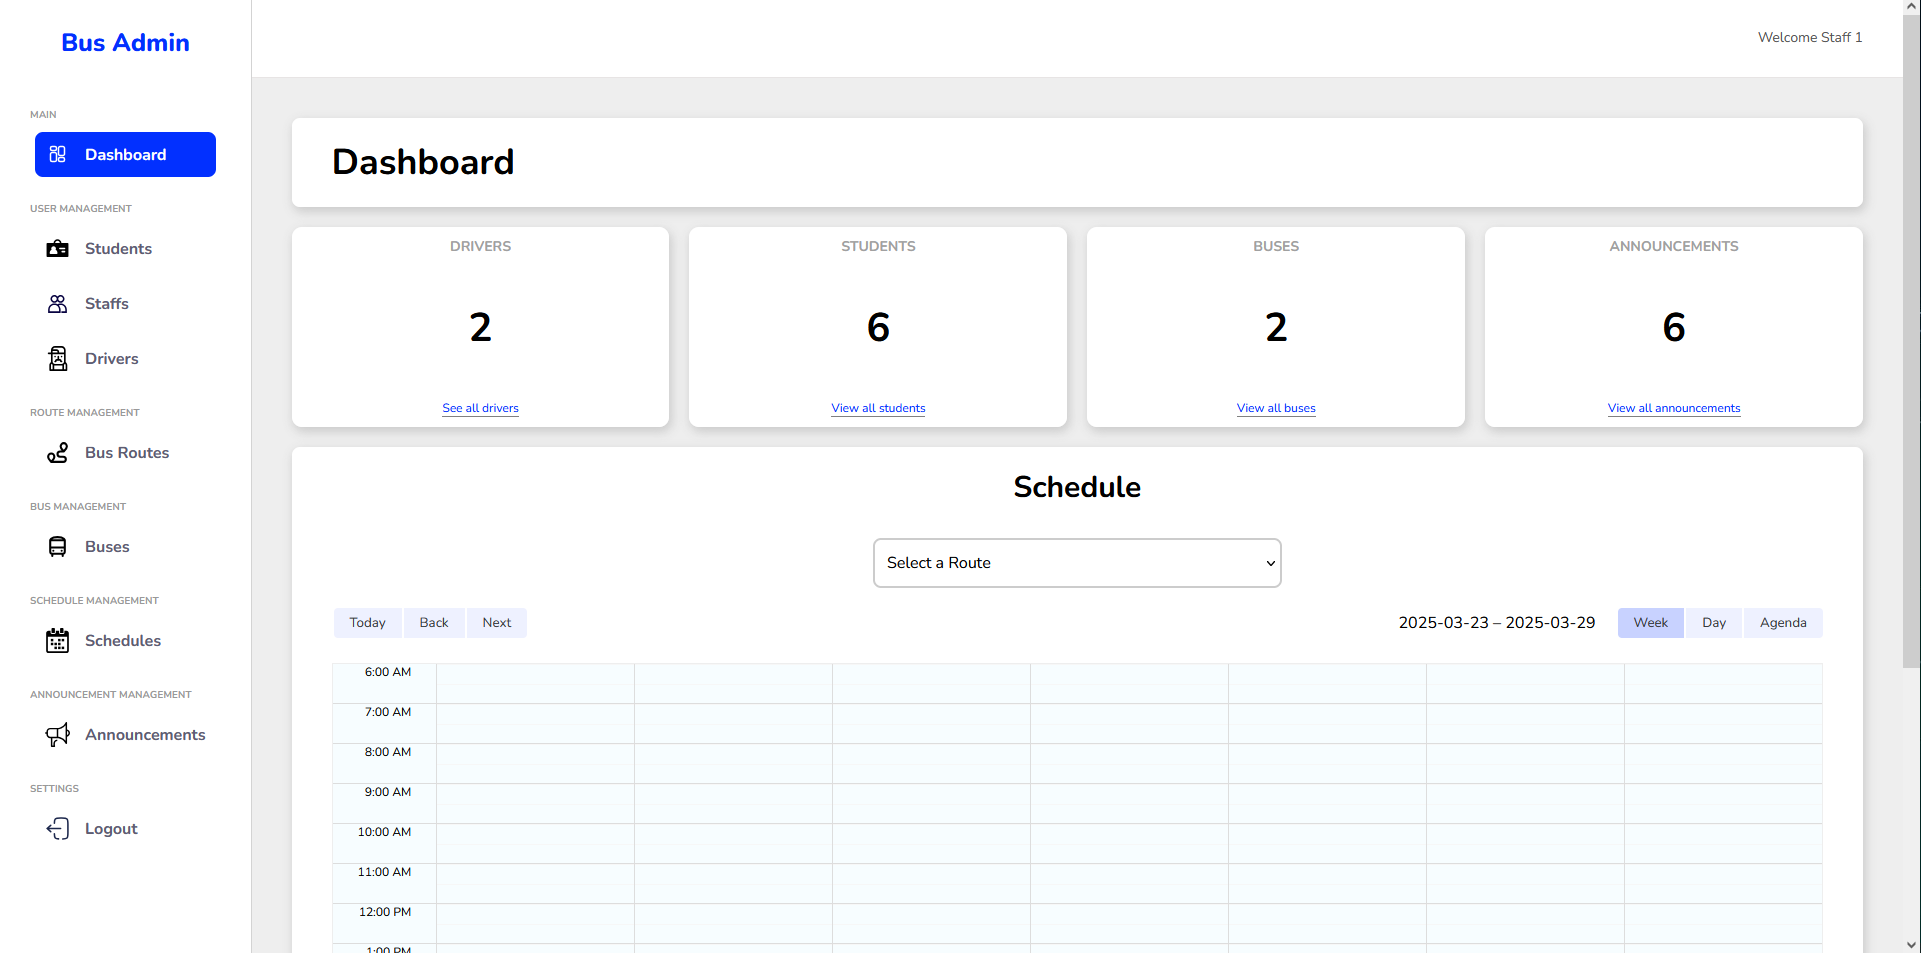 Bus Admin
Welcome Staff 1
MAIN
Dashboard
USER MANAGEMENT
Students
Staffs
Drivers
ROUTE MANAGEMENT
Bus Routes
BUS MANAGEMENT
Buses
SCHEDULE MANAGEMENT
Schedules
ANNOUNCEMENT MANAGEMENT
Announcements
SETTINGS
Logout
Dashboard
DRIVERS
2
See all drivers
STUDENTS
6
View all students
BUSES
2
View all buses
ANNOUNCEMENTS
6
View all announcements
Schedule
Select a Route
Today Back Next
2025-03-23 – 2025-03-29
Week Day Agenda
6:00 AM
7:00 AM
8:00 AM
9:00 AM
10:00 AM
11:00 AM
12:00 PM
1:00 PM